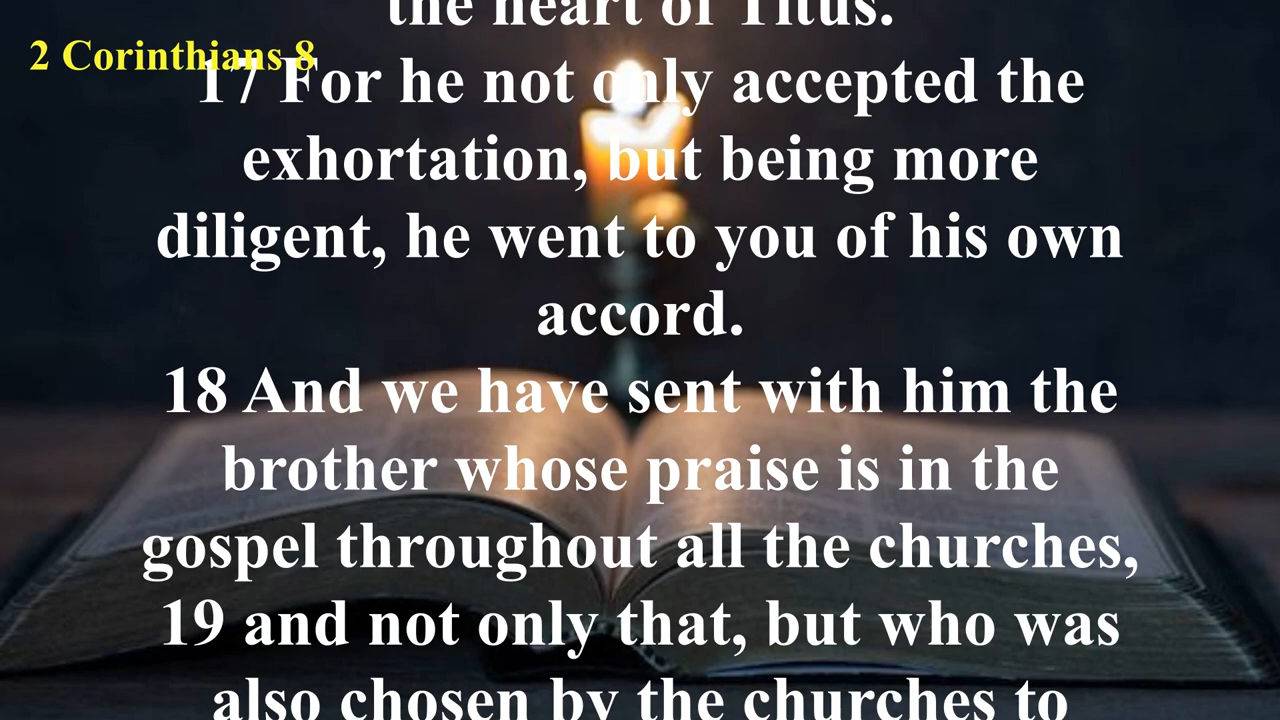 the heart of Titus.
2 Corinthians 8
17 For he not only accepted the
exhortation, but being more
diligent, he went to you of his own
accord.
18 And we have sent with him the
brother whose praise is in the
gospel throughout all the churches,
19 and not only that, but who was
also chosen by the churches to